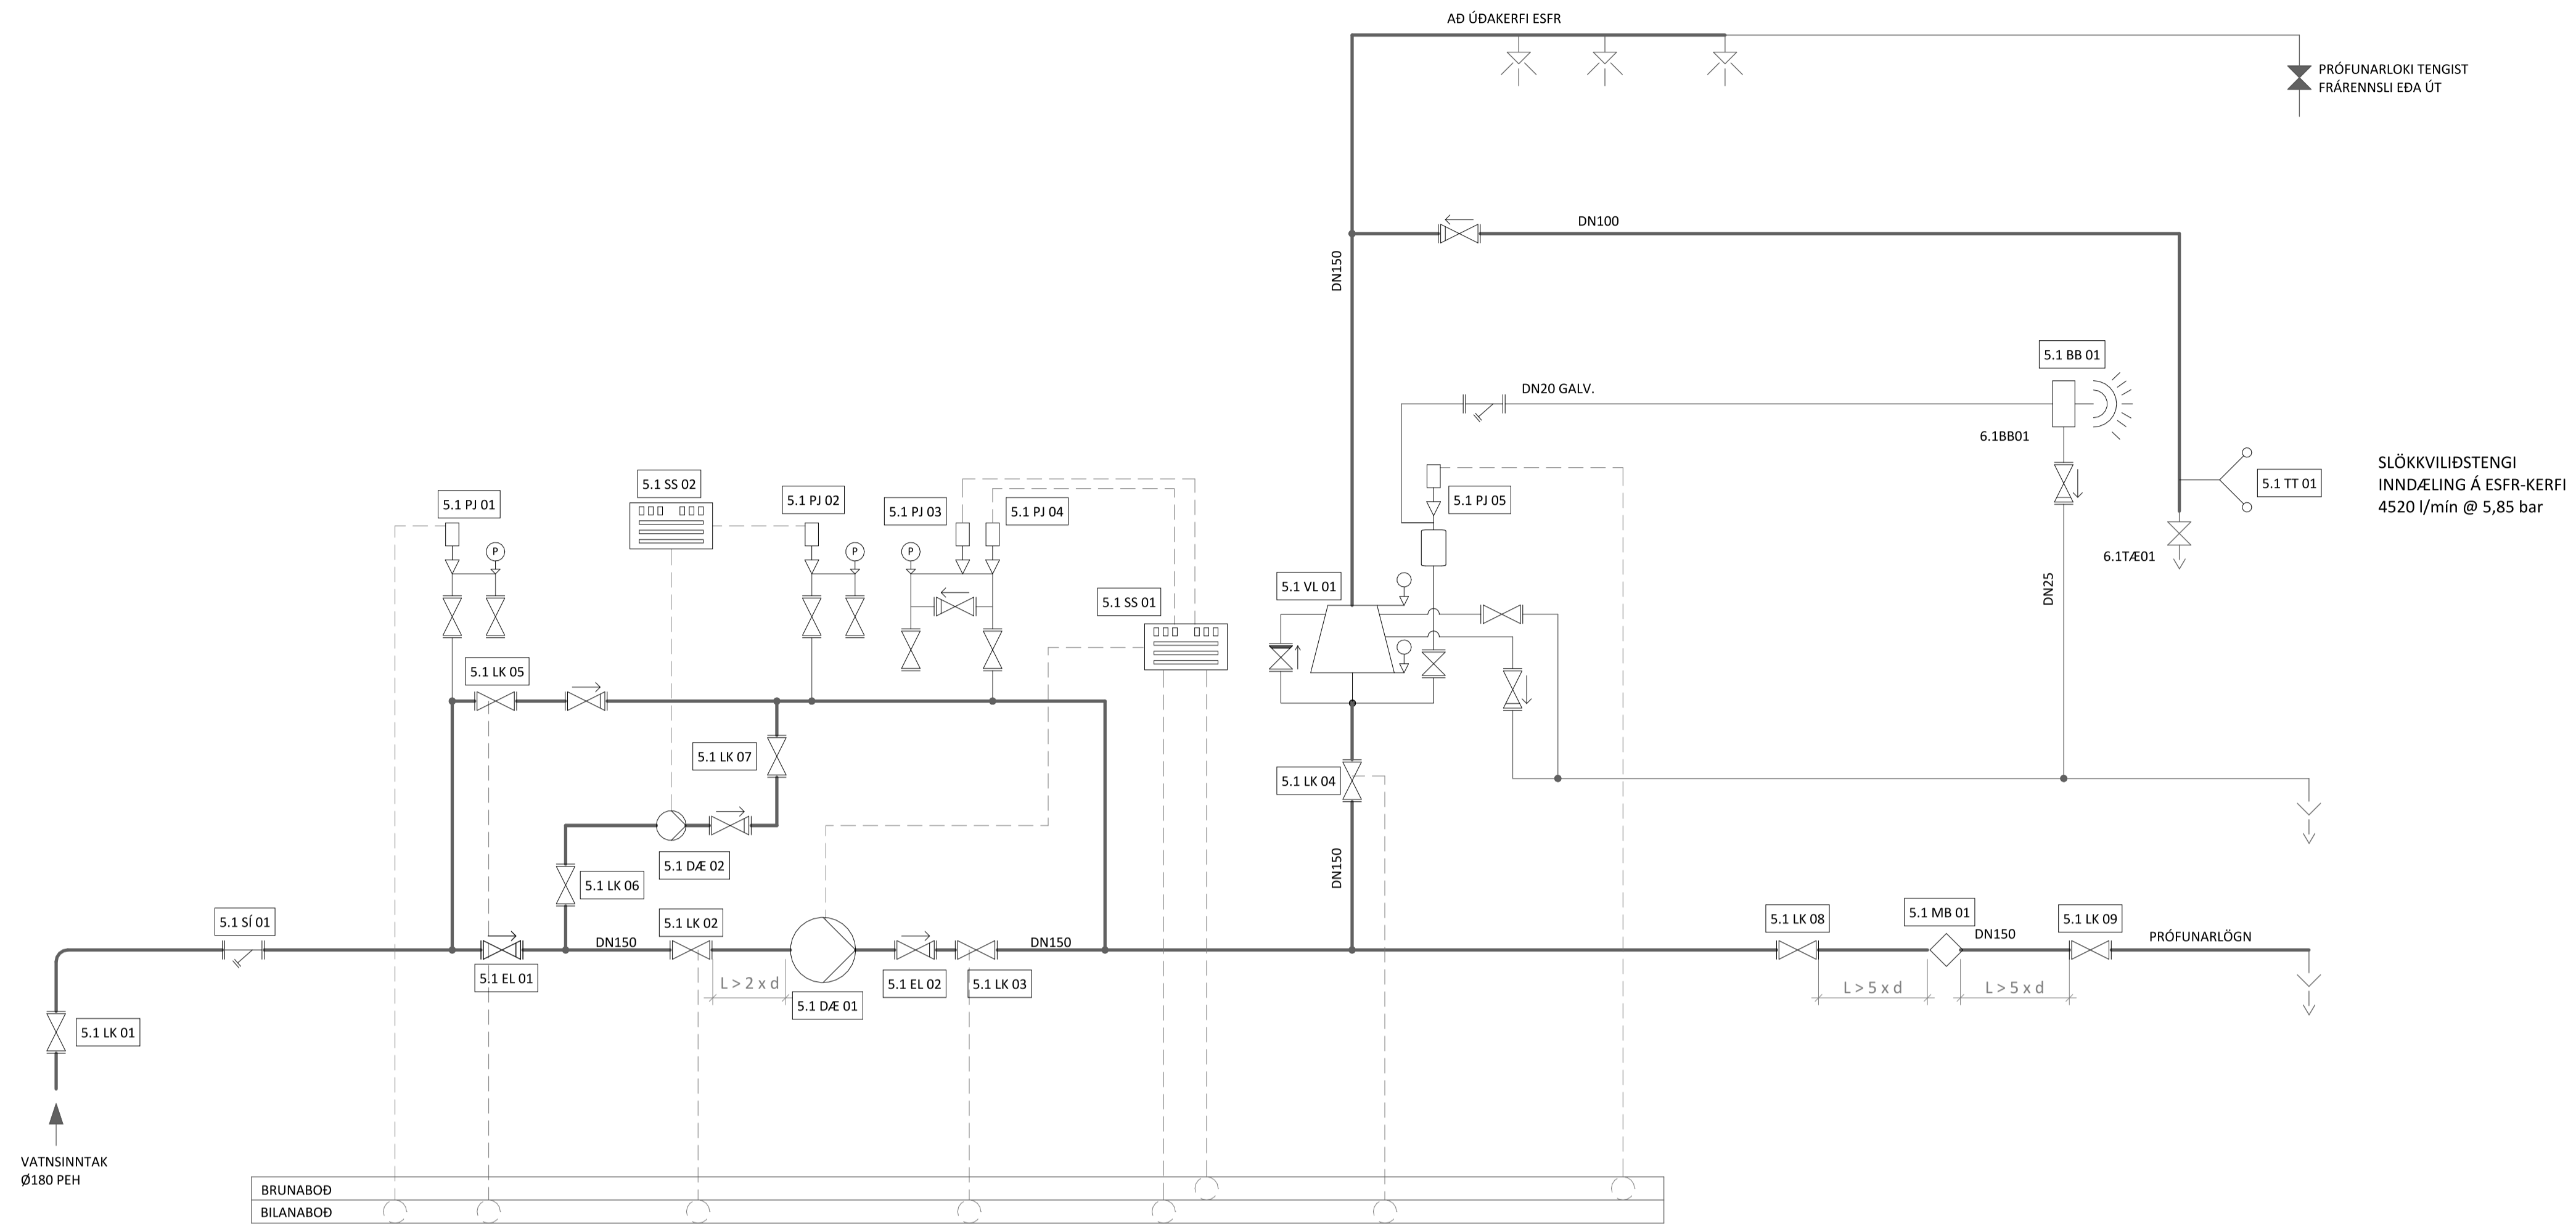 AÐ ÚÐAKERFI ESFR
PRÓFUNARLOKI TENGIST
FRÁRENNSLI EÐA ÚT
DN100
DN150
5.1 BB 01
DN20 GALV.
6.1BB01
SLÖKKVILIÐSTENGI
INNDÆLING Á ESFR-KERFI
4520 l/mín @ 5,85 bar
5.1 TT 01
5.1 SS 02
5.1 PJ 01
5.1 PJ 02
5.1 PJ 03
5.1 PJ 04
5.1 PJ 05
P
P
P
6.1TÆ01
5.1 VL 01
DN25
5.1 SS 01
5.1 LK 05
5.1 LK 07
5.1 LK 04
5.1 DÆ 02
5.1 LK 06
DN150
5.1 SÍ 01
5.1 LK 02
5.1 LK 08
5.1 MB 01
5.1 LK 09
DN150
DN150
DN150
PRÓFUNARLÖGN
5.1 EL 01
L > 2 x d
5.1 EL 02
5.1 LK 03
L > 5 x d
L > 5 x d
5.1 DÆ 01
5.1 LK 01
VATNSINNTAK
Ø180 PEH
BRUNABOÐ
BILANABOÐ